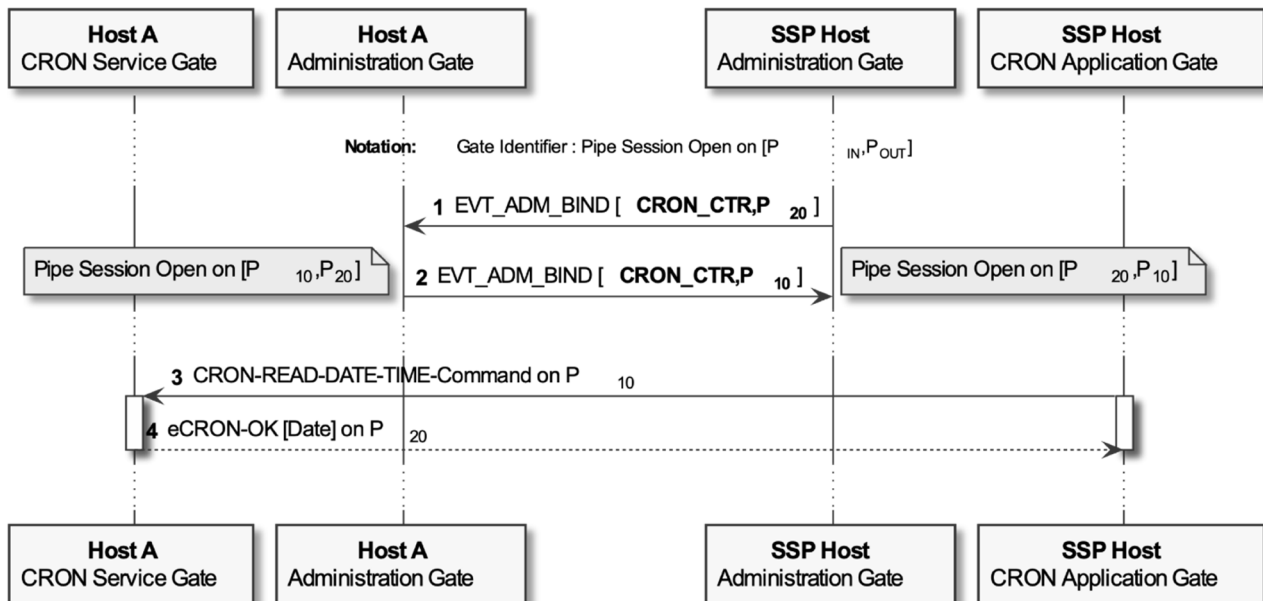 Host A
CRON Service Gate
Host A
Administration Gate
SSP Host
Administration Gate
SSP Host
CRON Application Gate
Notation: Gate Identifier : Pipe Session Open on [P IN,POUT]
1 EVT_ADM_BIND [ CRON_CTR,P 20 ]
Pipe Session Open on [P 10,P20]
2 EVT_ADM_BIND [ CRON_CTR,P 10 ]
Pipe Session Open on [P 20,P10]
3 CRON-READ-DATE-TIME-Command on P 10
4 eCRON-OK [Date] on P 20
Host A
CRON Service Gate
Host A
Administration Gate
SSP Host
Administration Gate
SSP Host
CRON Application Gate